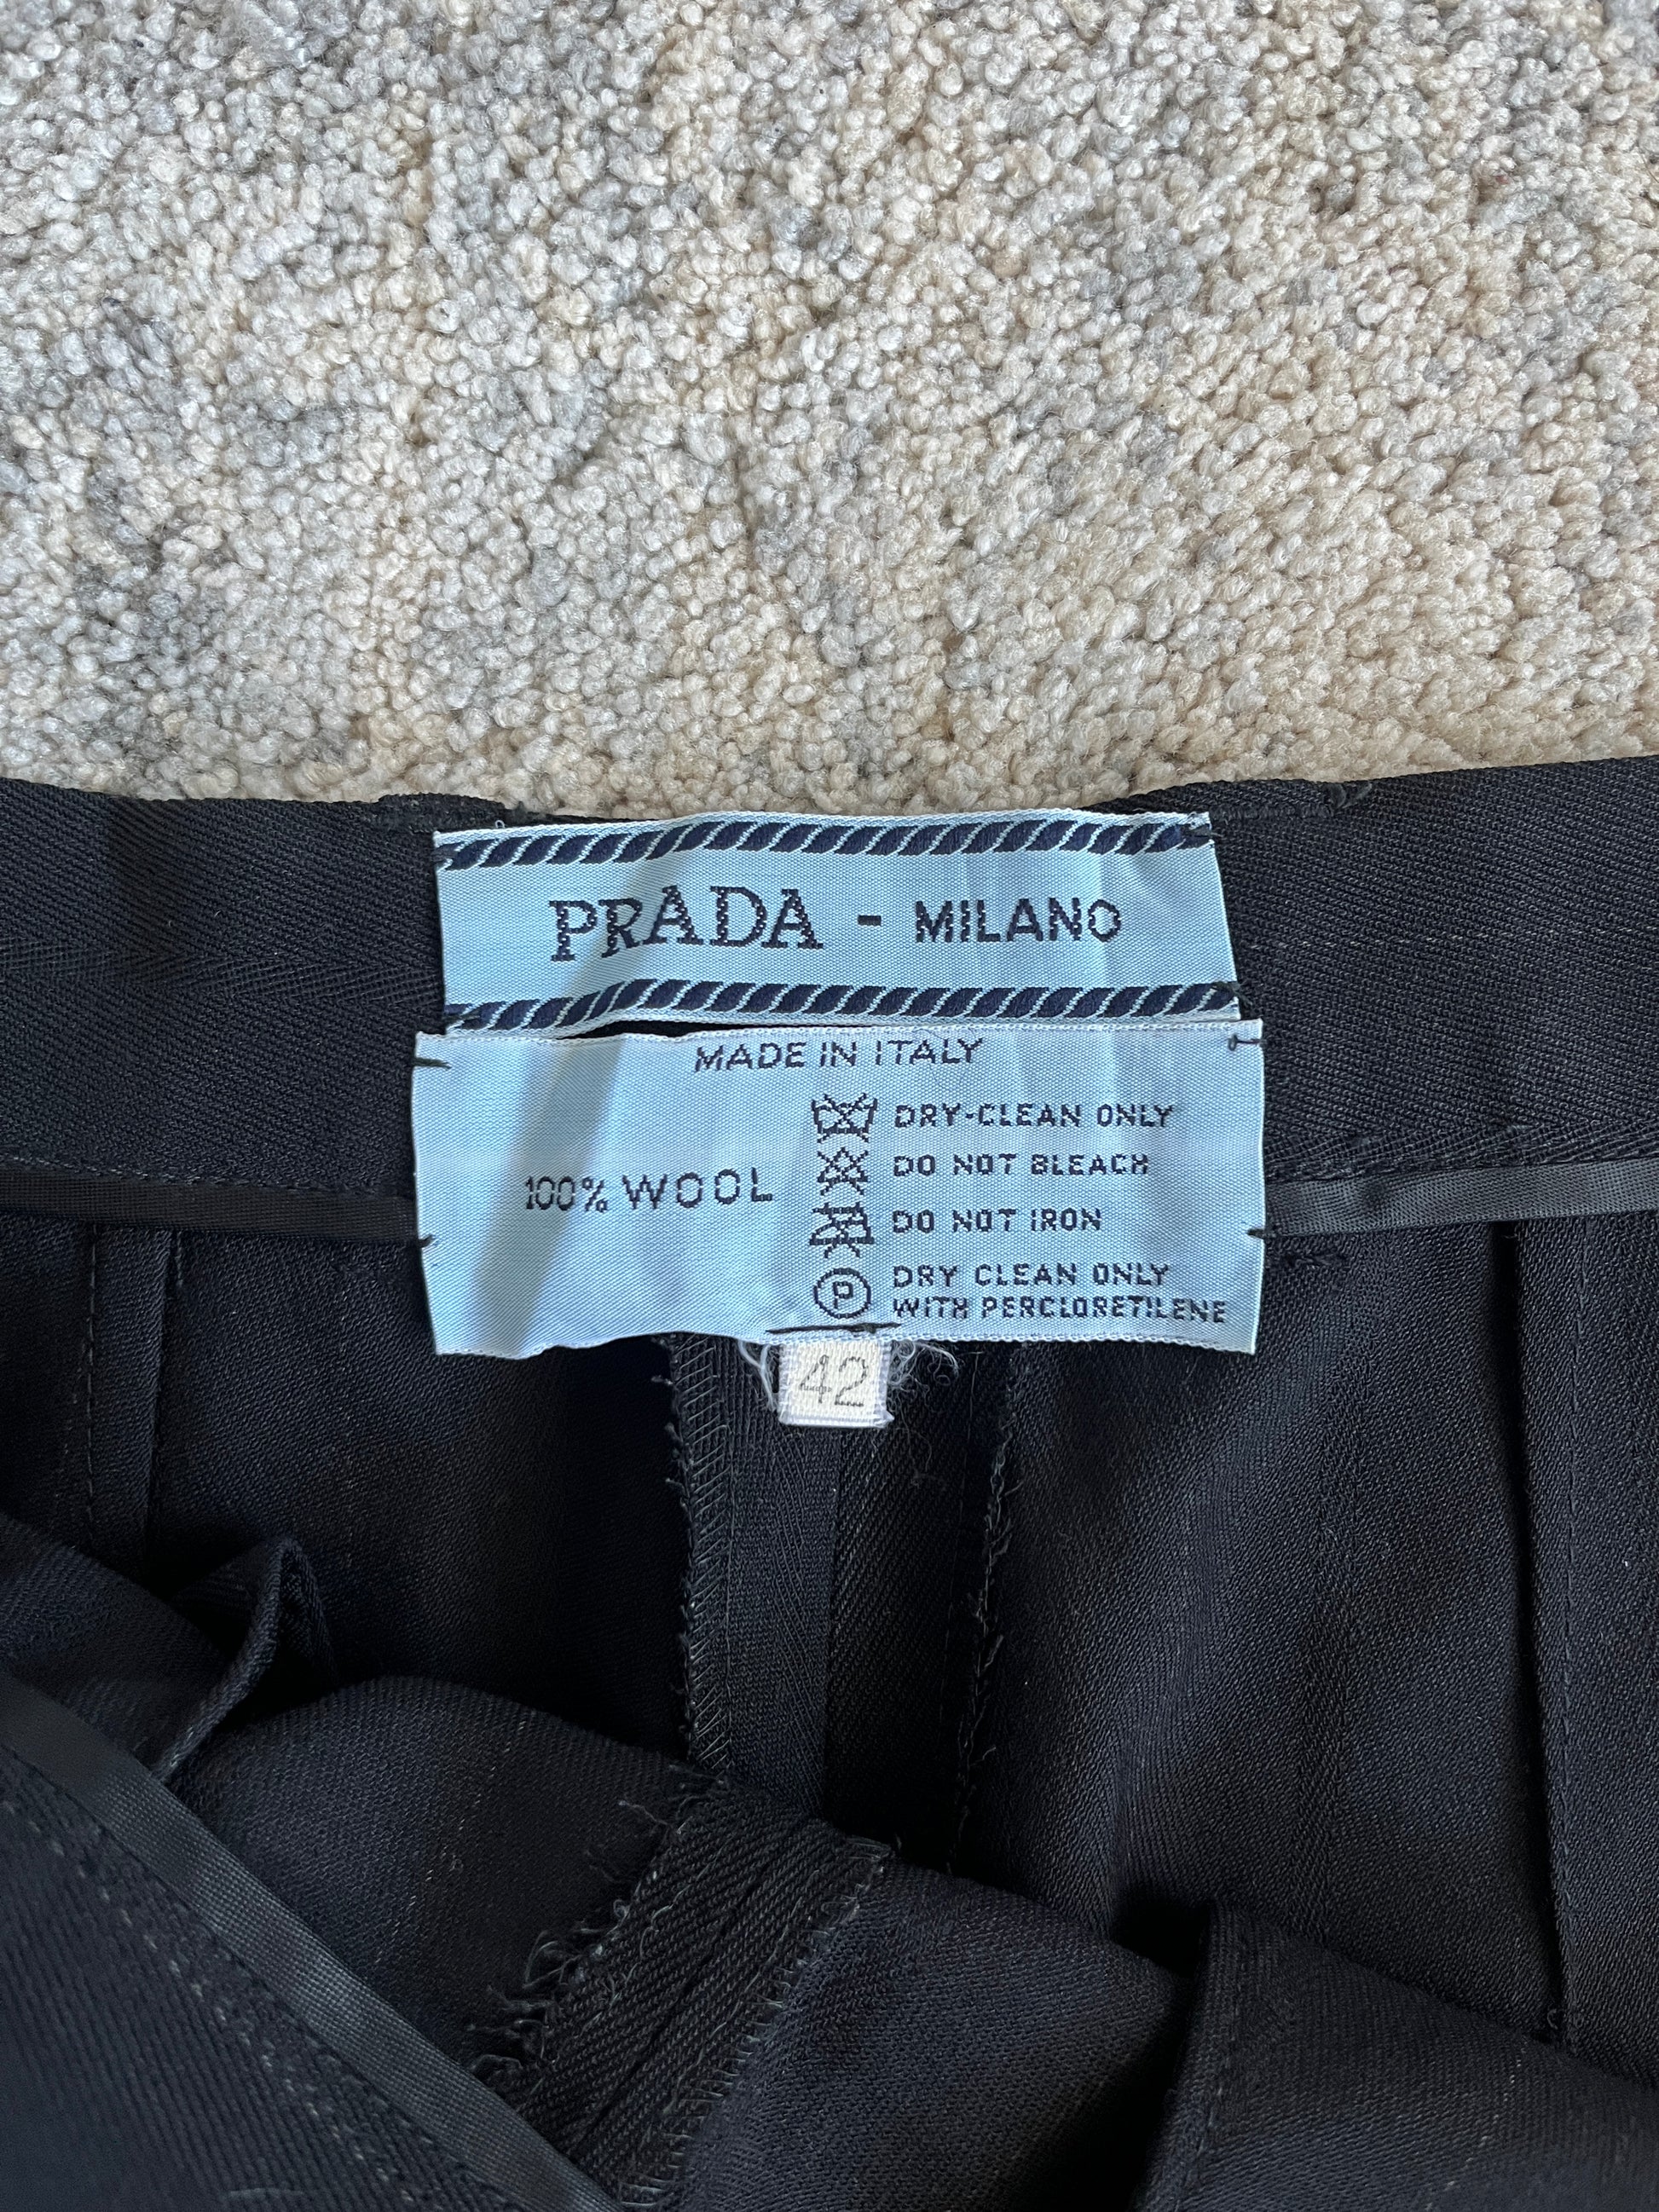 PRADA - MILANO
MADE IN ITALY
DRY-CLEAN ONLY
DO NOT BLEACH
100% WOOL
DO NOT IRON
P DRY CLEAN ONLY
WITH PERCLORETILENE
42